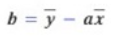 b = y̅ − ax̅